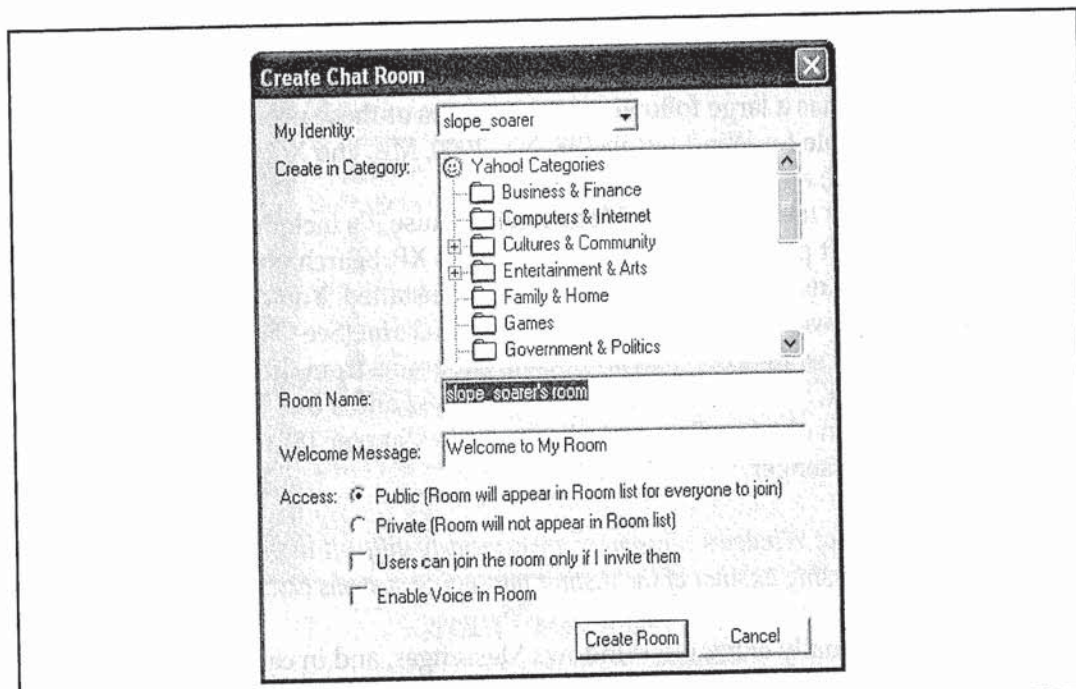 Create Chat Room
My Identity: slope_soarer
Create in Category: Yahoo! Categories
Business & Finance
Computers & Internet
Cultures & Community
Entertainment & Arts
Family & Home
Games
Government & Politics
Room Name: slope_soarer's room
Welcome Message: Welcome to My Room
Access: Public (Room will appear in Room list for everyone to join)
Private (Room will not appear in Room list)
Users can join the room only if I invite them
Enable Voice in Room
Create Room Cancel